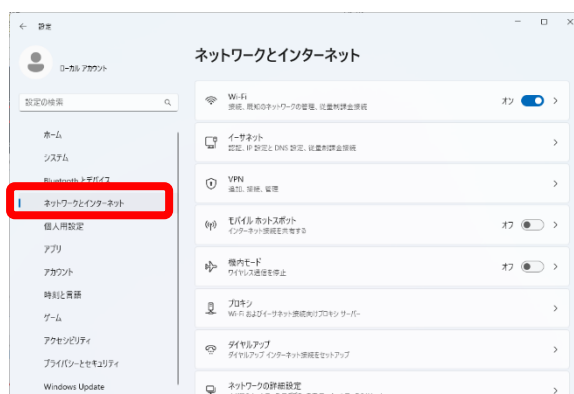 ← 設定
ローカル アカウント
設定の検索
ホーム
システム
Bluetooth とデバイス
ネットワークとインターネット
個人用設定
アプリ
アカウント
時刻と言語
ゲーム
アクセシビリティ
プライバシーとセキュリティ
Windows Update
ネットワークとインターネット
Wi-Fi
接続、既知のネットワークの管理、従量制課金接続
オン
イーサネット
認証、IP 設定と DNS 設定、従量制課金接続
VPN
追加、接続、管理
モバイル ホットスポット
インターネット接続を共有する
オフ
機内モード
ワイヤレス通信を停止
オフ
プロキシ
Wi-Fi およびイーサネット接続向けプロキシ サーバー
ダイヤルアップ
ダイヤルアップ インターネット接続をセットアップ
ネットワークの詳細設定